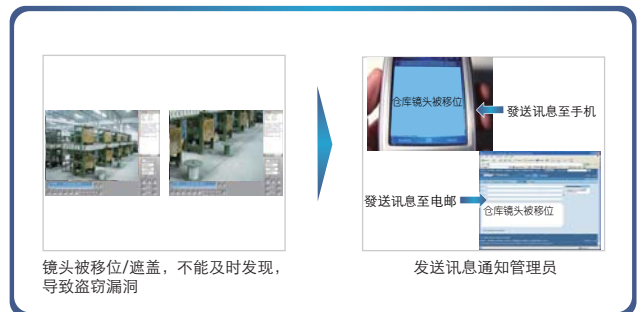 仓库镜头被移位
發送讯息至手机
發送讯息至电邮
仓库镜头被移位
镜头被移位/遮盖，不能及时发现，
导致盗窃漏洞
发送讯息通知管理员